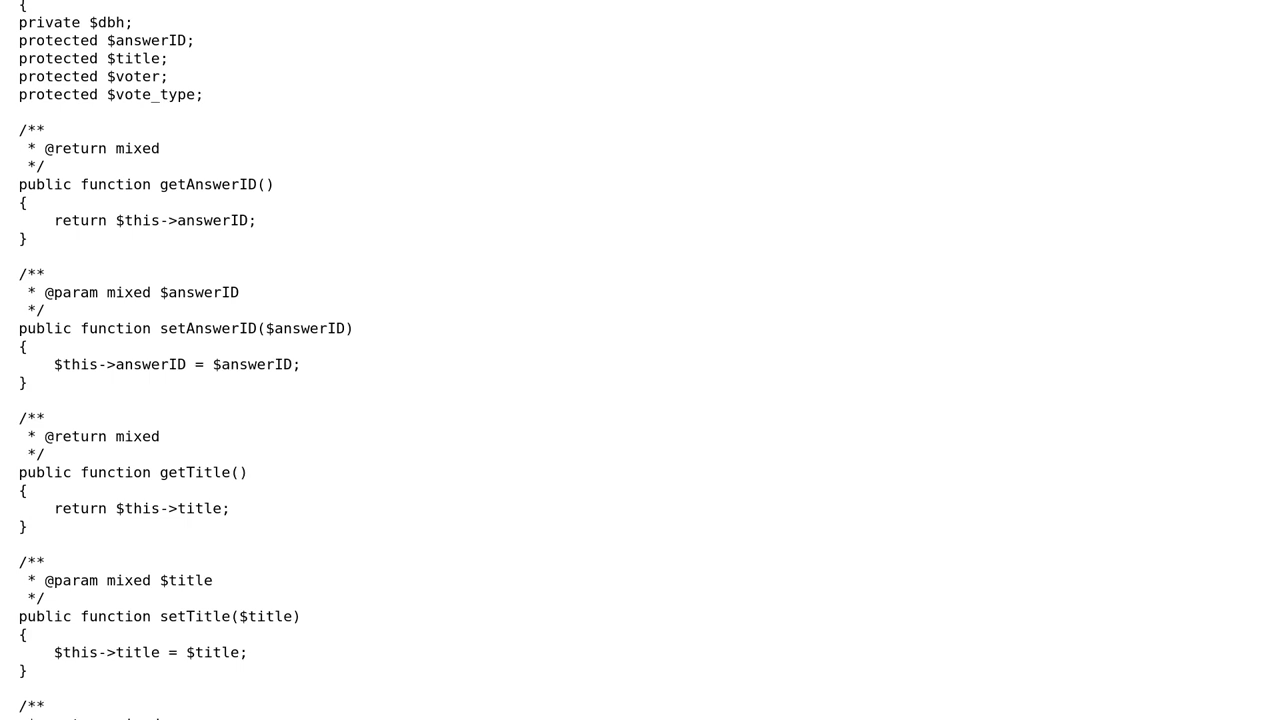 {
private $dbh;
protected $answerID;
protected $title;
protected $voter;
protected $vote_type;

/**
 * @return mixed
 */
public function getAnswerID()
{
    return $this->answerID;
}

/**
 * @param mixed $answerID
 */
public function setAnswerID($answerID)
{
    $this->answerID = $answerID;
}

/**
 * @return mixed
 */
public function getTitle()
{
    return $this->title;
}

/**
 * @param mixed $title
 */
public function setTitle($title)
{
    $this->title = $title;
}

/**